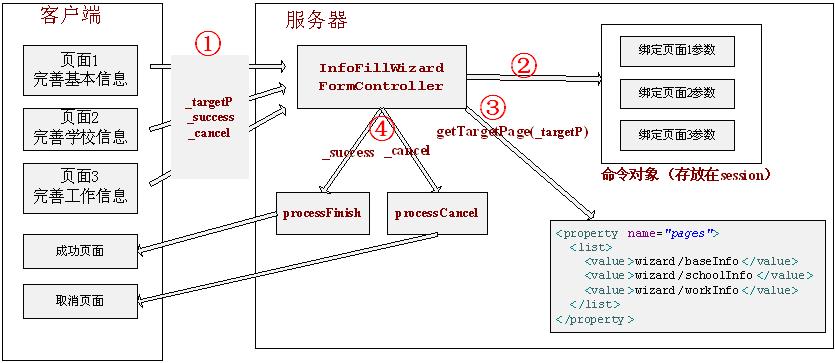 客户端
页面1
完善基本信息
页面2
完善学校信息
页面3
完善工作信息
成功页面
取消页面
①
_targetP
_success
_cancel
服务器
InfoFillWizard
FormController
②
绑定页面1参数
绑定页面2参数
绑定页面3参数
命令对象（存放在session）
③
getTargetPage(_targetP)
④
_success
_cancel
processFinish
processCancel
<property name="pages">
<list>
<value>wizard/baseInfo</value>
<value>wizard/schoolInfo</value>
<value>wizard/workInfo</value>
</list>
</property>